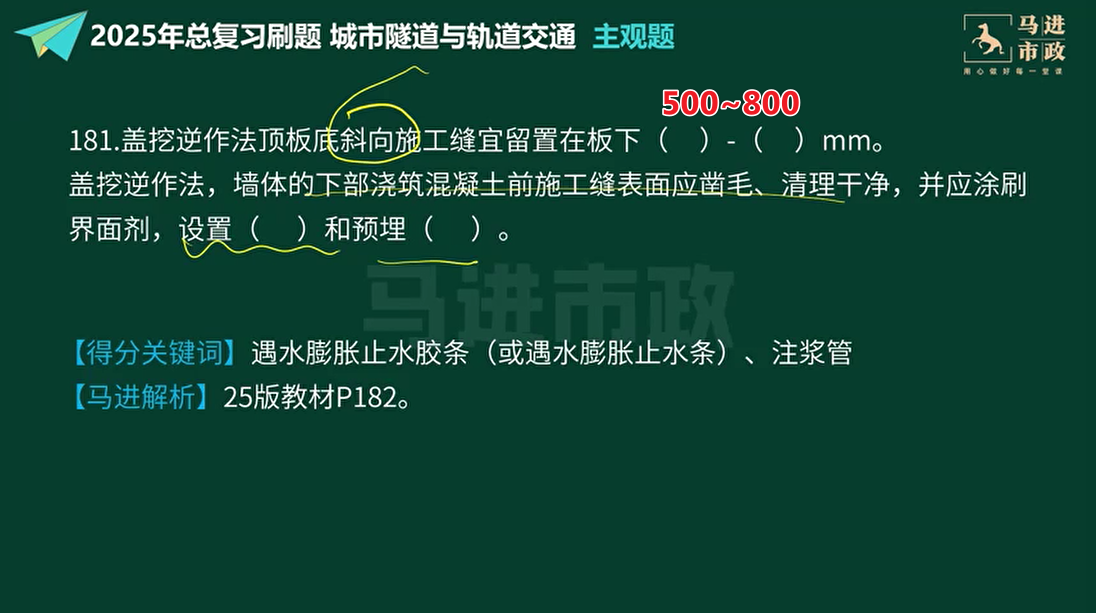 2025年总复习刷题 城市隧道与轨道交通 主观题
马进市政
用心做好每一堂课
500~800
181.盖挖逆作法顶板底斜向施工缝宜留置在板下（ ）-（ ）mm。
盖挖逆作法，墙体的下部浇筑混凝土前施工缝表面应凿毛、清理干净，并应涂刷
界面剂，设置（ ）和预埋（ ）。
马进市政
【得分关键词】遇水膨胀止水胶条（或遇水膨胀止水条）、注浆管
【马进解析】25版教材P182。